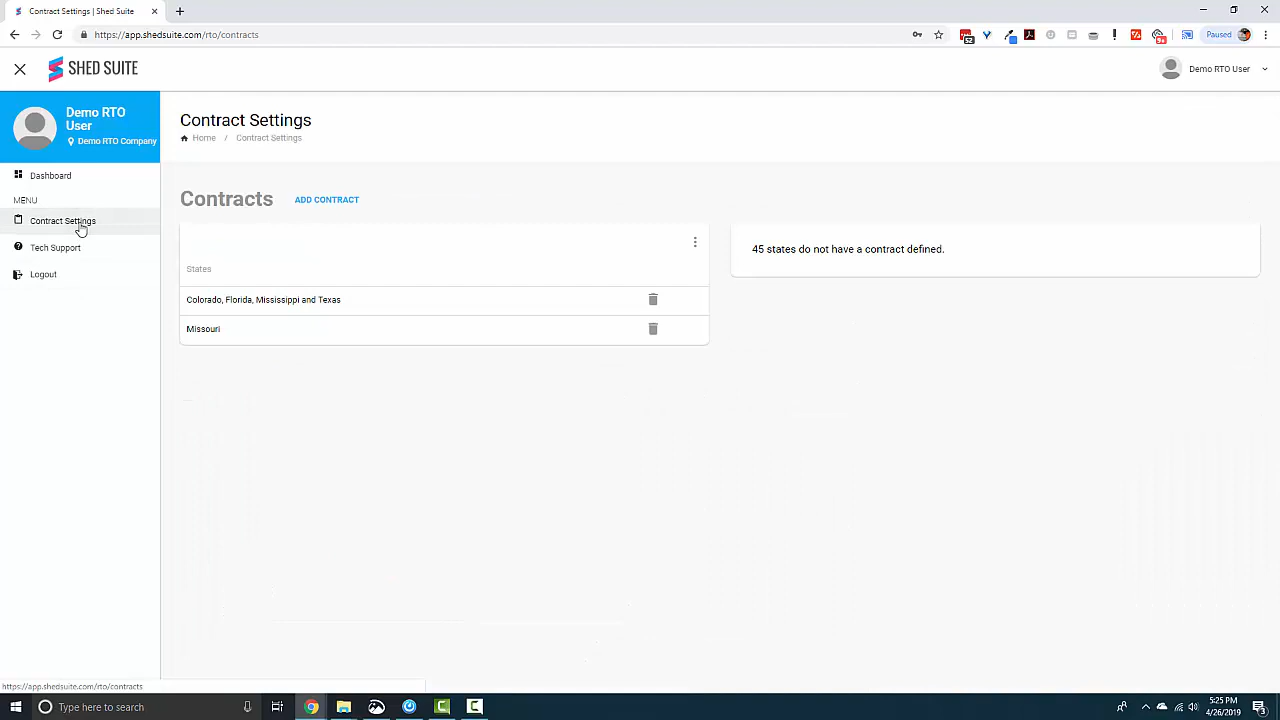 Contract Settings | Shed Suite
https://app.shedsuite.com/rto/contracts
Paused
SHED SUITE
Demo RTO User
Demo RTO
User
Demo RTO Company
Contract Settings
Home / Contract Settings
Dashboard
MENU
Contract Settings
Tech Support
Logout
Contracts
ADD CONTRACT
States
Colorado, Florida, Mississippi and Texas
Missouri
45 states do not have a contract defined.
https://app.shedsuite.com/rto/contracts
Type here to search
5:25 PM
4/26/2019